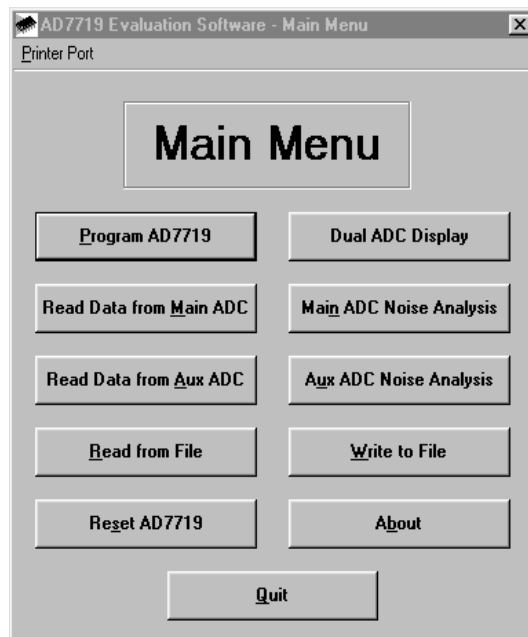 AD7719 Evaluation Software - Main Menu
Printer Port
Main Menu
Program AD7719
Dual ADC Display
Read Data from Main ADC
Main ADC Noise Analysis
Read Data from Aux ADC
Aux ADC Noise Analysis
Read from File
Write to File
Reset AD7719
About
Quit